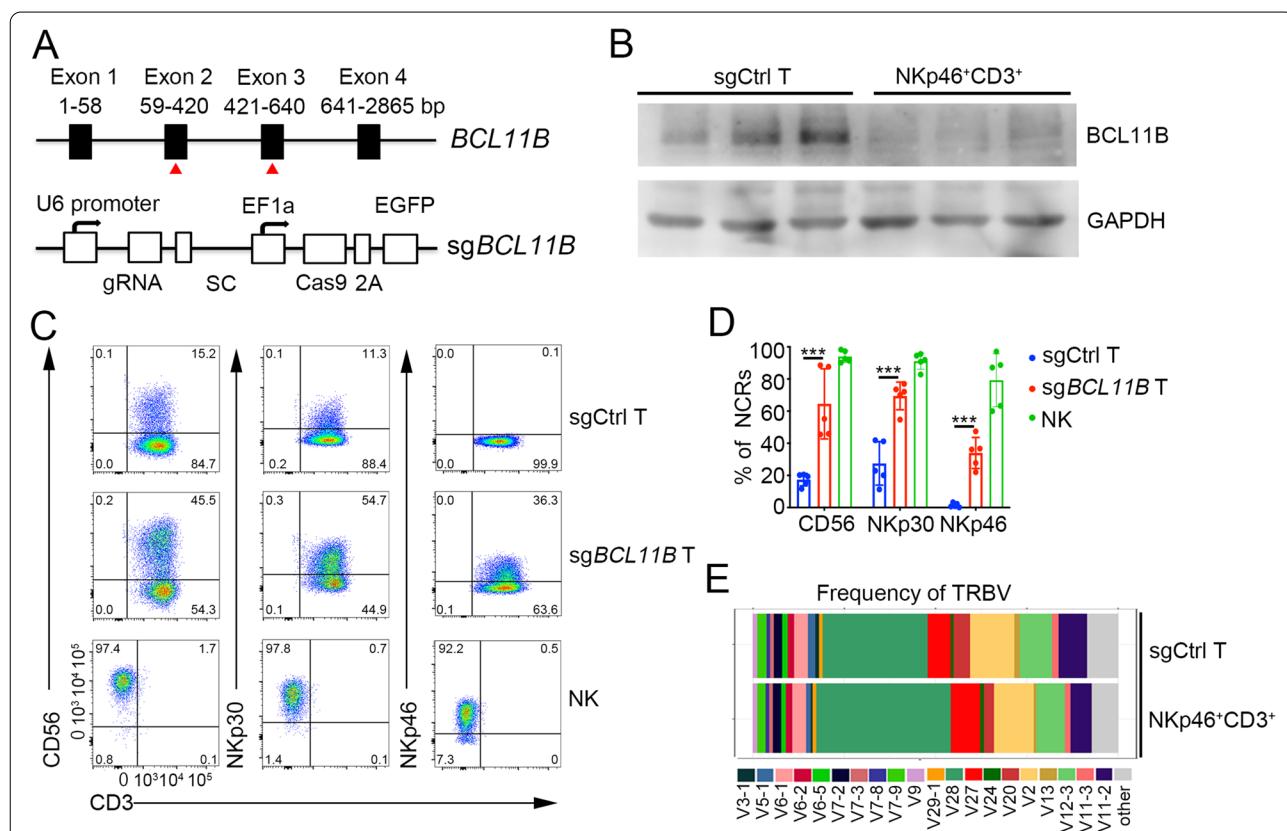 A
Exon 1 Exon 2 Exon 3 Exon 4
1-58 59-420 421-640 641-2865 bp
BCL11B
U6 promoter EF1a EGFP
sgBCL11B
gRNA SC Cas9 2A
B
sgCtrl T NKp46+CD3+
BCL11B
GAPDH
C
0.1 15.2 0.1 11.3 0.0 0.1
sgCtrl T
0.0 84.7 0.2 88.4 0.0 99.9
0.2 45.5 0.3 54.7 0.0 36.3
sgBCL11B T
0.0 54.3 0.1 44.9 0.1 63.6
97.4 1.7 97.8 0.7 92.2 0.5
NK
0.8 0.1 1.4 0.1 7.3 0
CD56
0 10³ 10⁴ 10⁵
NKp30
NKp46
0 10³ 10⁴ 10⁵
CD3
D
% of NCRs
100
80
60
40
20
0
*** *** ***
CD56 NKp30 NKp46
sgCtrl T
sgBCL11B T
NK
E
Frequency of TRBV
sgCtrl T
NKp46+CD3+
V3-1
V5-1
V6-1
V6-2
V6-5
V7-2
V7-3
V7-8
V7-9
V9
V29-1
V28
V27
V24
V20
V2
V13
V12-3
V11-3
V11-2
other